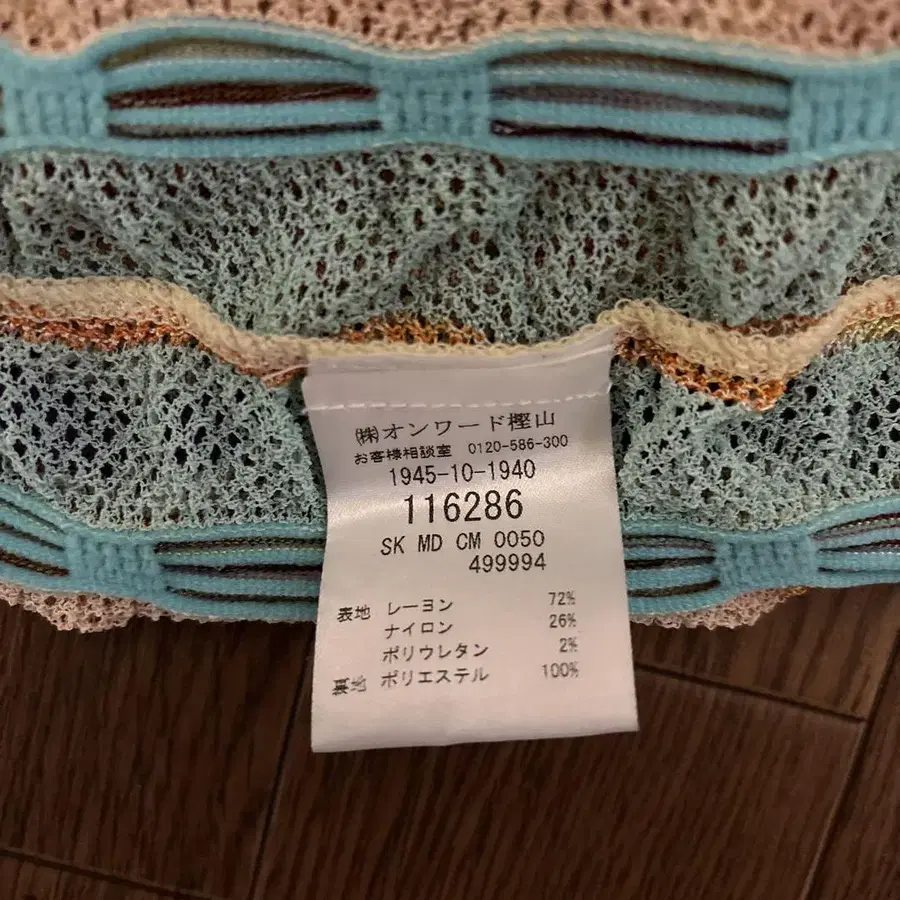 ㈱オンワード樫山
お客様相談室 0120-586-300
1945-10-1940
116286
SK MD CM 0050
499994
表地 レーヨン 72%
ナイロン 26%
ポリウレタン 2%
ポリエステル 100%